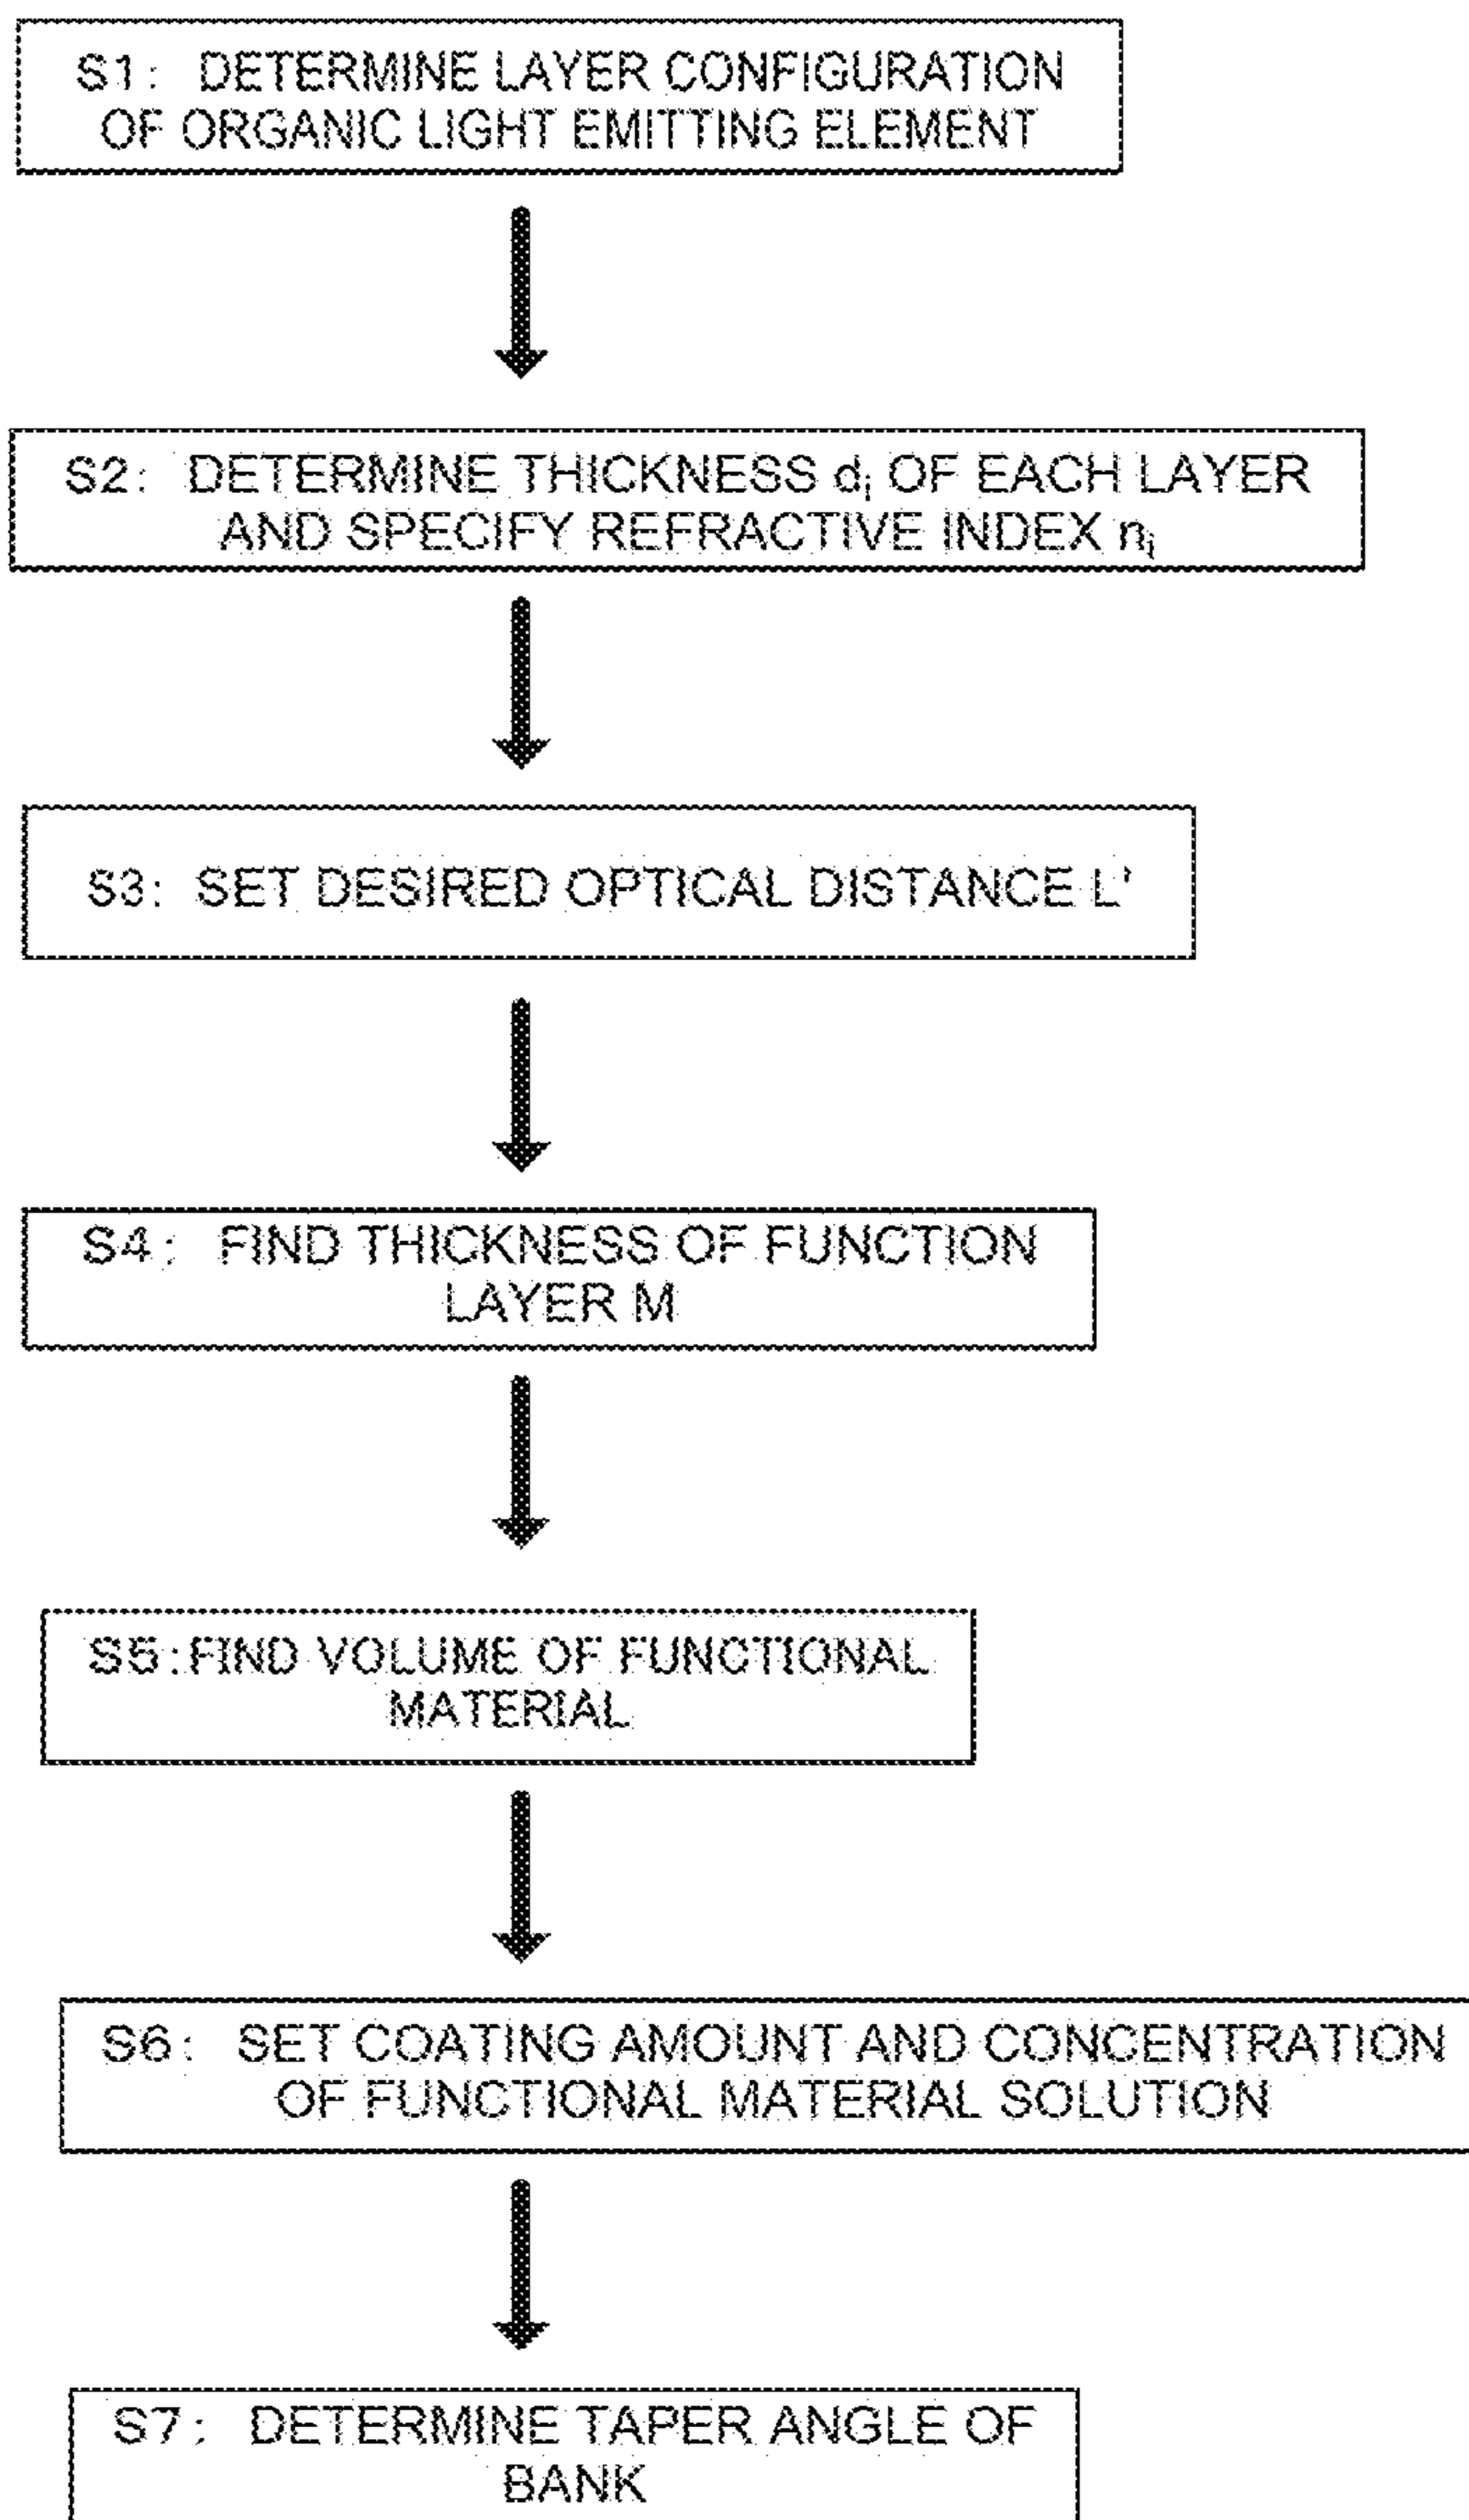 S1: DETERMINE LAYER CONFIGURATION
OF ORGANIC LIGHT EMITTING ELEMENT
S2: DETERMINE THICKNESS di OF EACH LAYER
AND SPECIFY REFRACTIVE INDEX ni
S3: SET DESIRED OPTICAL DISTANCE L'
S4: FIND THICKNESS OF FUNCTION
LAYER M
S5:FIND VOLUME OF FUNCTIONAL
MATERIAL
S6: SET COATING AMOUNT AND CONCENTRATION
OF FUNCTIONAL MATERIAL SOLUTION
S7: DETERMINE TAPER ANGLE OF
BANK